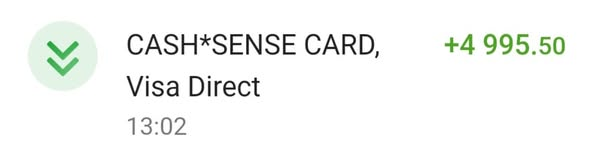 CASH*SENSE CARD, +4 995.50
Visa Direct
13:02